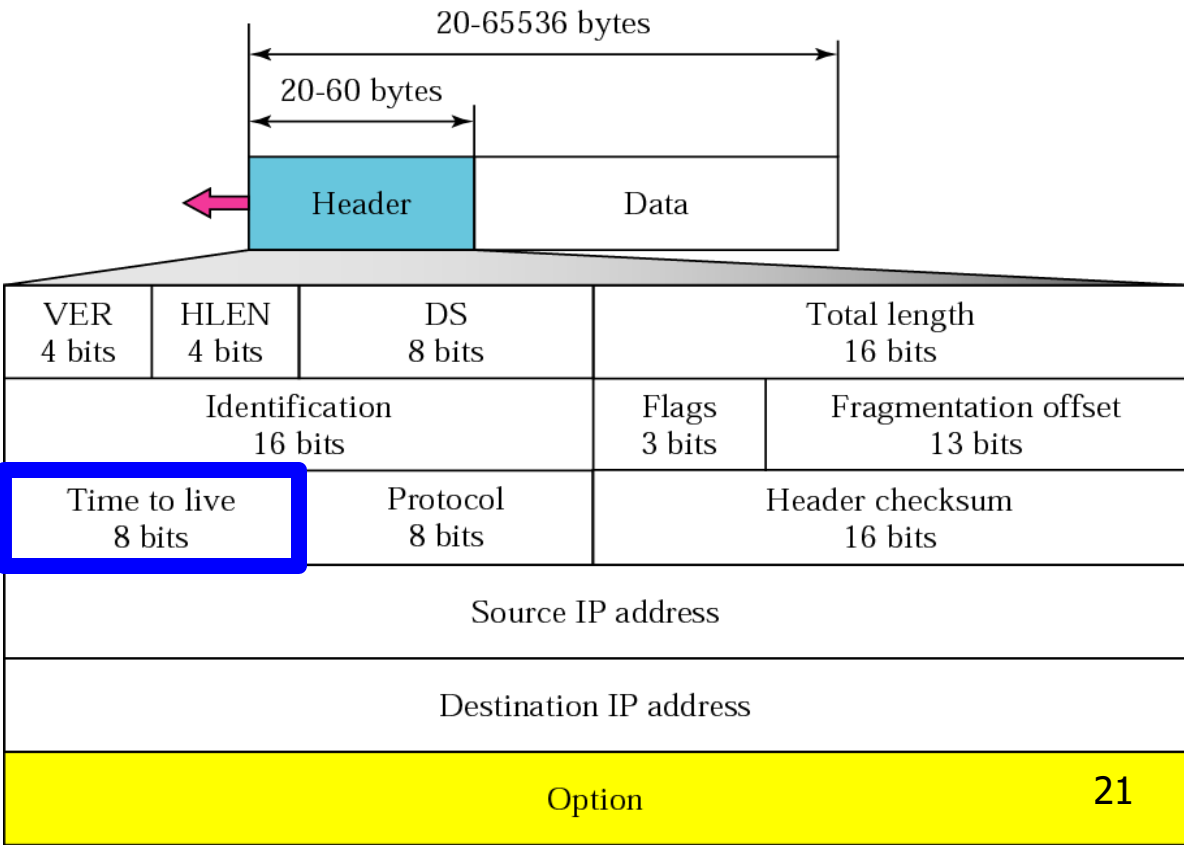 20-65536 bytes
20-60 bytes
Header
Data
VER
4 bits
HLEN
4 bits
DS
8 bits
Total length
16 bits
Identification
16 bits
Flags
3 bits
Fragmentation offset
13 bits
Time to live
8 bits
Protocol
8 bits
Header checksum
16 bits
Source IP address
Destination IP address
Option
21